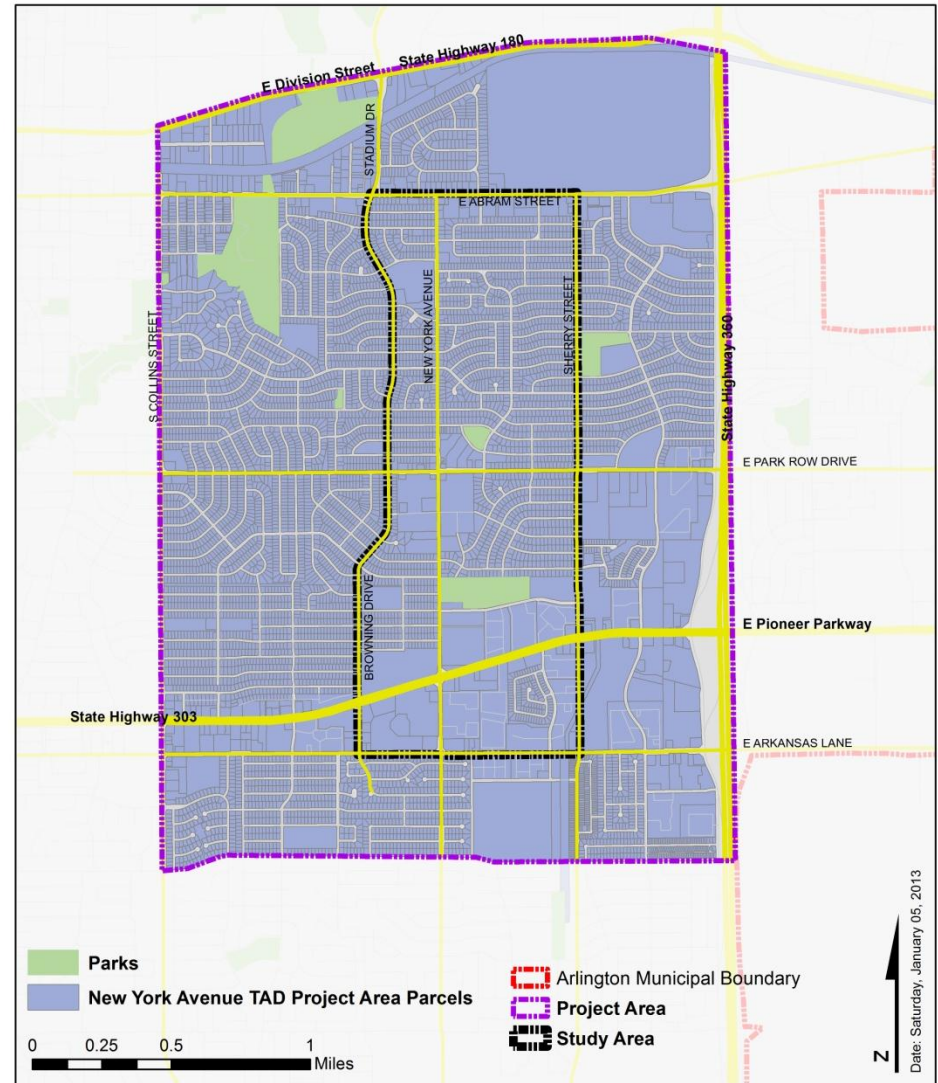 E Division Street
State Highway 180
STADIUM DR
E ABRAM STREET
S COLLINS STREET
NEW YORK AVENUE
SHERRY STREET
State Highway 360
E PARK ROW DRIVE
BROWNING DRIVE
E Pioneer Parkway
State Highway 303
E ARKANSAS LANE
Parks
New York Avenue TAD Project Area Parcels
0 0.25 0.5 1
Miles
Arlington Municipal Boundary
Project Area
Study Area
N
Date: Saturday, January 05, 2013